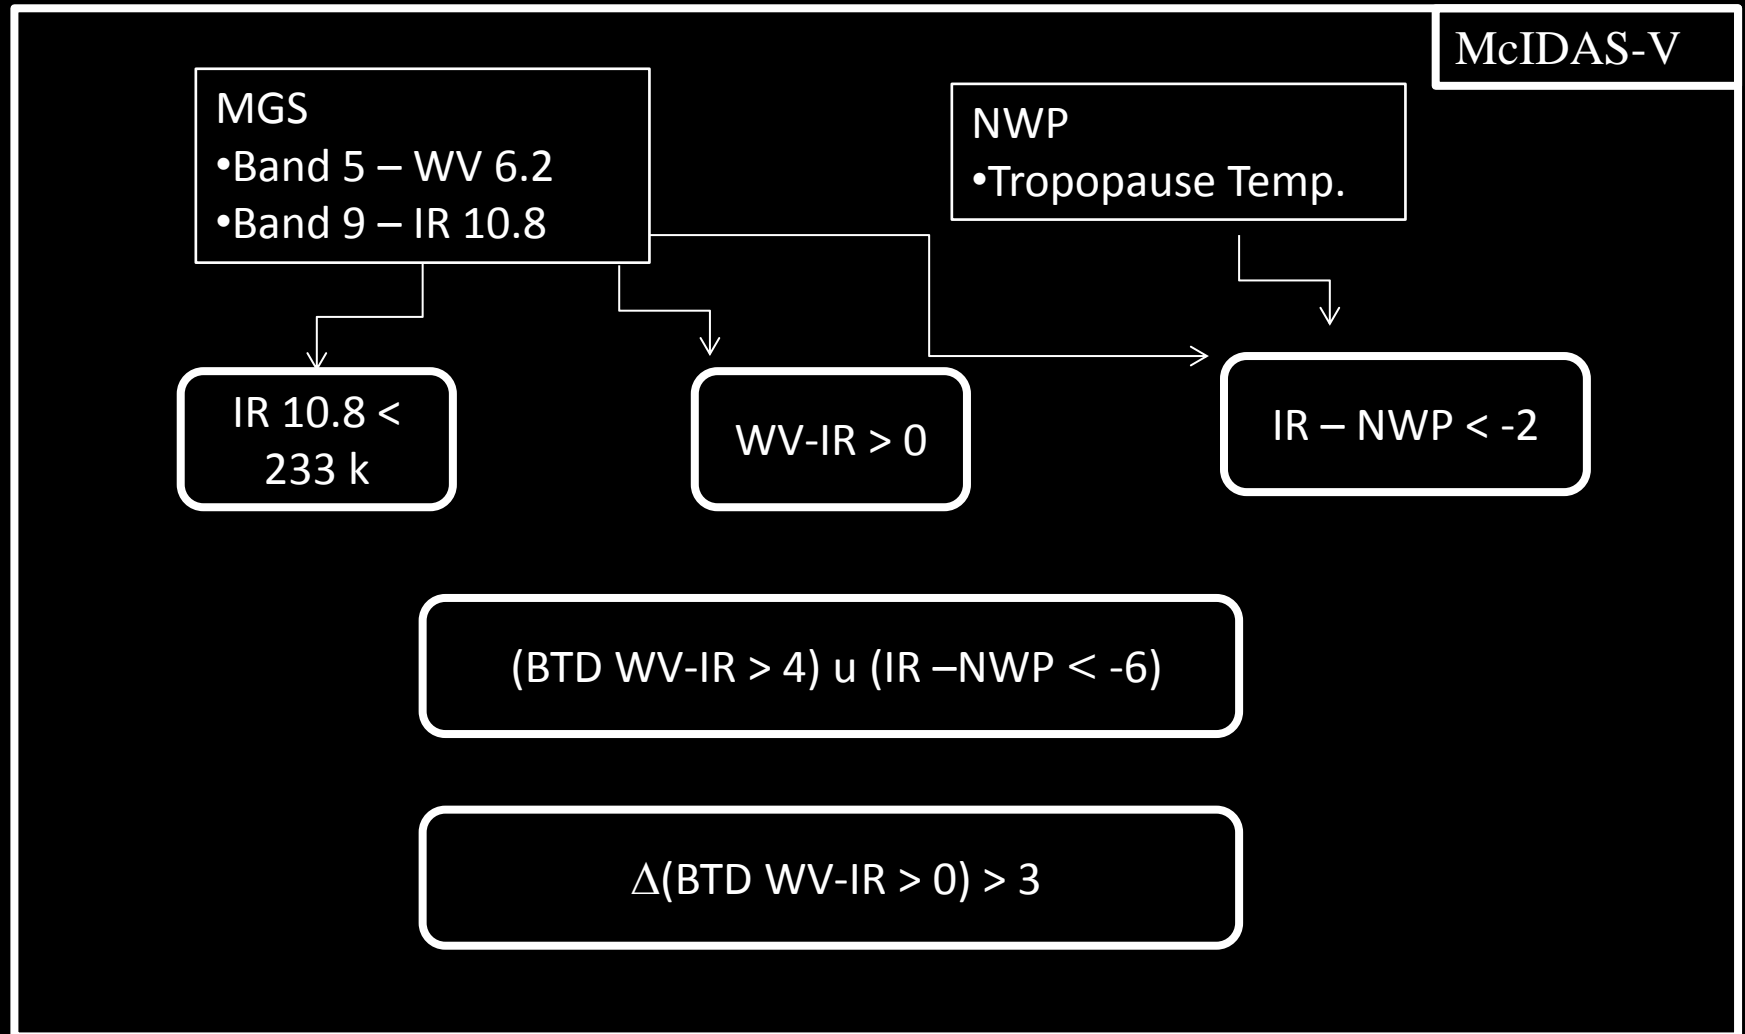 McIDAS-V
MGS
•Band 5 – WV 6.2
•Band 9 – IR 10.8
NWP
•Tropopause Temp.
IR 10.8 <
233 k
WV-IR > 0
IR – NWP < -2
(BTD WV-IR > 4) u (IR –NWP < -6)
Δ(BTD WV-IR > 0) > 3